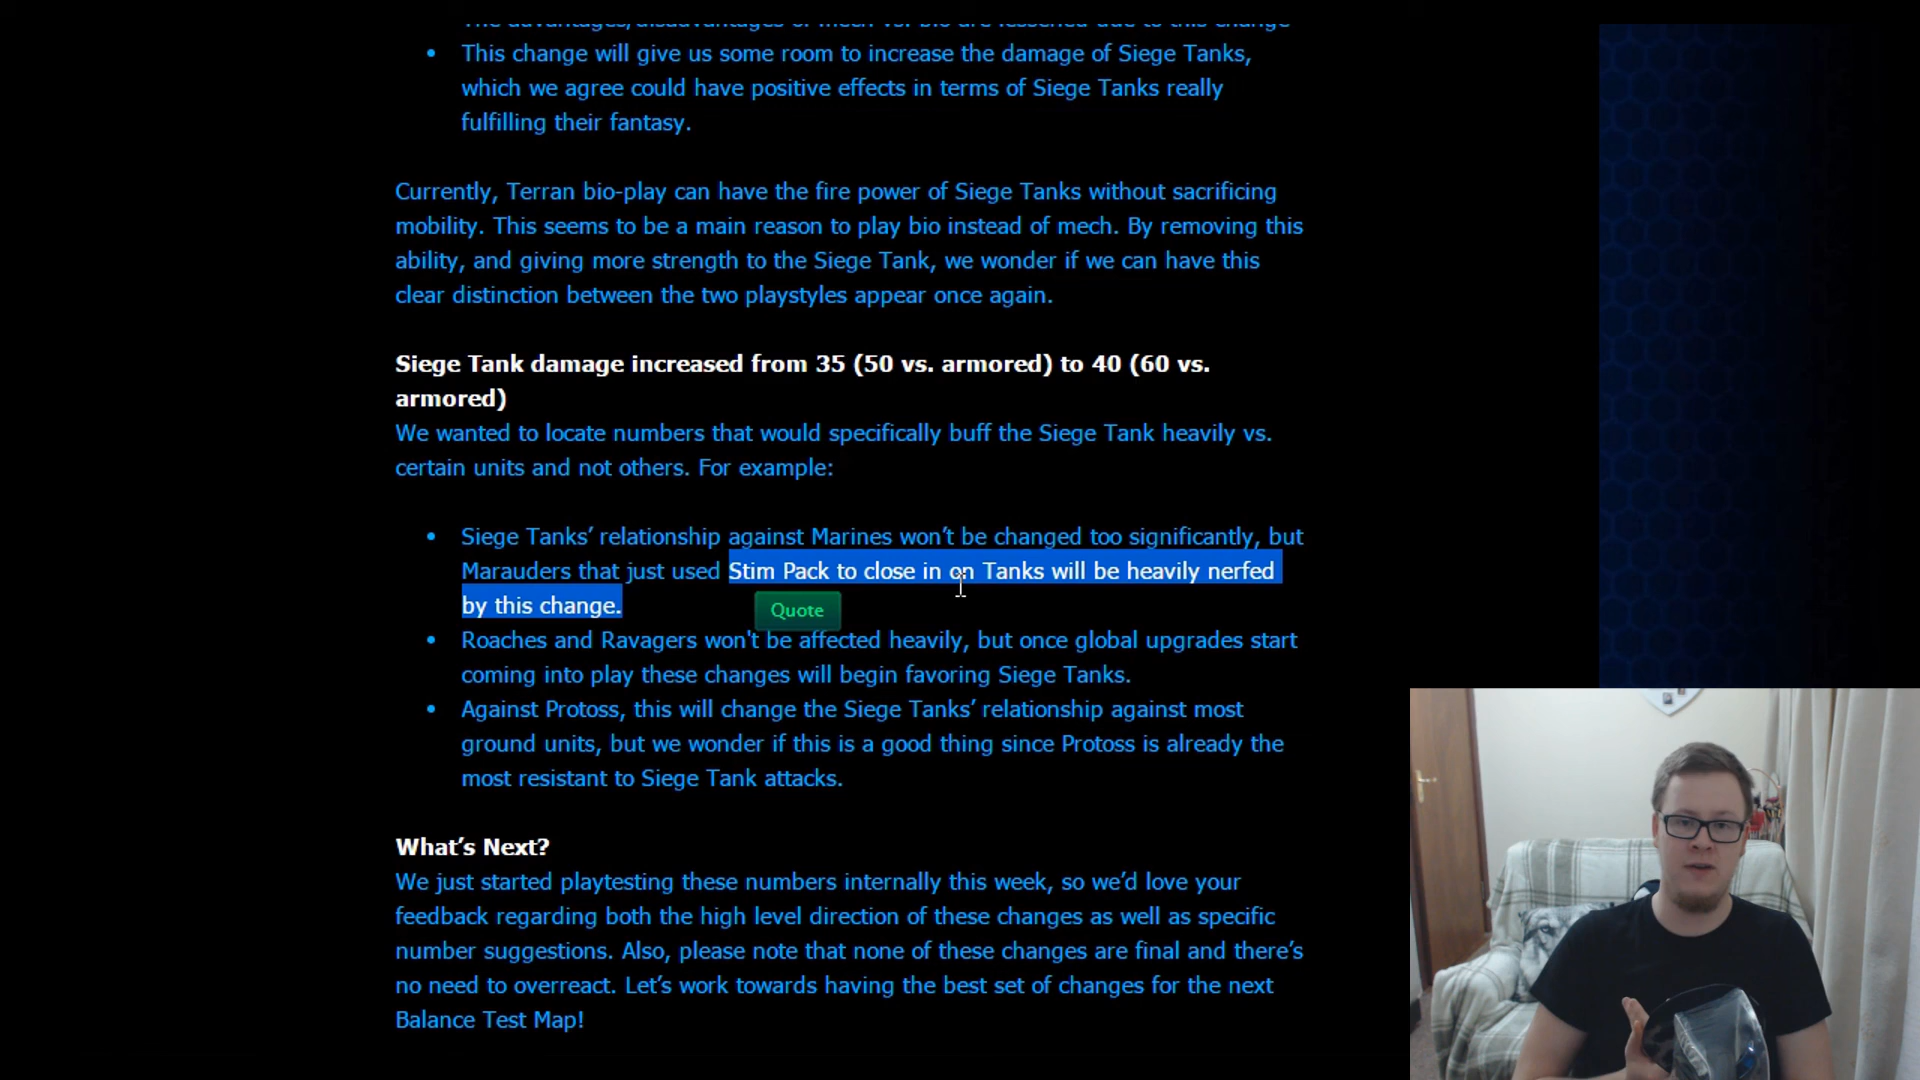 The advantages/disadvantages of mech vs. bio are lessened due to this change
• This change will give us some room to increase the damage of Siege Tanks,
which we agree could have positive effects in terms of Siege Tanks really
fulfilling their fantasy.
Currently, Terran bio-play can have the fire power of Siege Tanks without sacrificing
mobility. This seems to be a main reason to play bio instead of mech. By removing this
ability, and giving more strength to the Siege Tank, we wonder if we can have this
clear distinction between the two playstyles appear once again.
Siege Tank damage increased from 35 (50 vs. armored) to 40 (60 vs.
armored)
We wanted to locate numbers that would specifically buff the Siege Tank heavily vs.
certain units and not others. For example:
• Siege Tanks’ relationship against Marines won’t be changed too significantly, but
Marauders that just used Stim Pack to close in on Tanks will be heavily nerfed
by this change.
Quote
• Roaches and Ravagers won't be affected heavily, but once global upgrades start
coming into play these changes will begin favoring Siege Tanks.
• Against Protoss, this will change the Siege Tanks’ relationship against most
ground units, but we wonder if this is a good thing since Protoss is already the
most resistant to Siege Tank attacks.
What’s Next?
We just started playtesting these numbers internally this week, so we’d love your
feedback regarding both the high level direction of these changes as well as specific
number suggestions. Also, please note that none of these changes are final and there’s
no need to overreact. Let’s work towards having the best set of changes for the next
Balance Test Map!